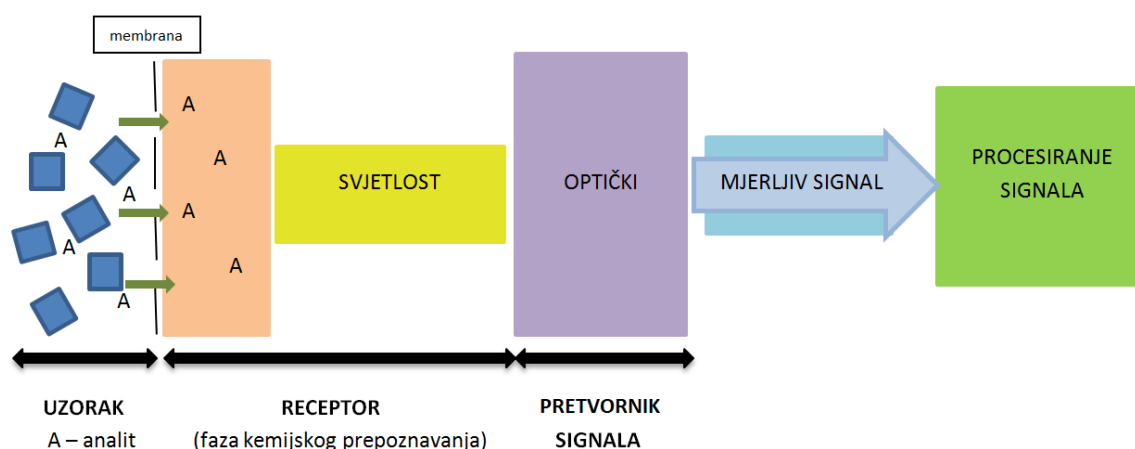 membrana
A
A
A
A
A
A
A
A
SVJETLOST
OPTIČKI
MJERLJIV SIGNAL
PROCESIRANJE
SIGNALA
UZORAK
A – analit
RECEPTOR
(faza kemijskog prepoznavanja)
PRETVORNIK
SIGNALA